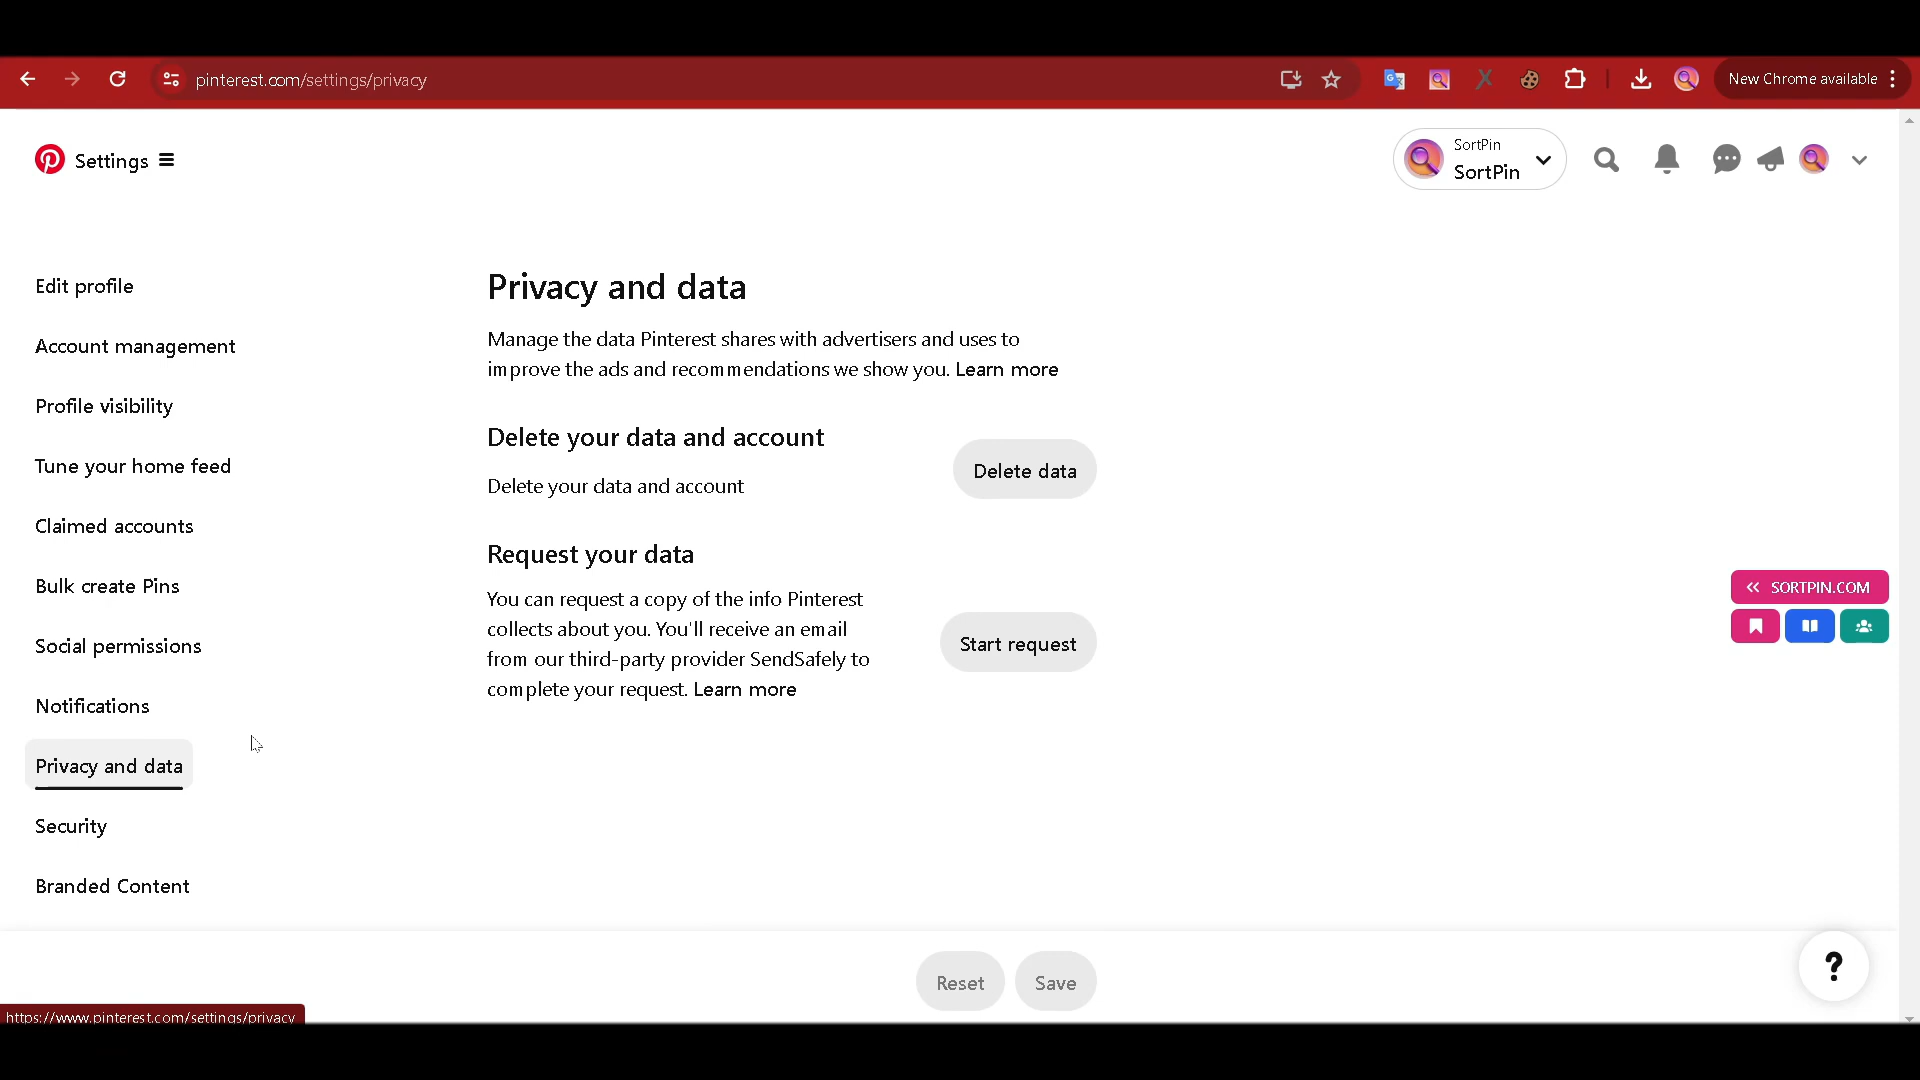 pinterest.com/settings/privacy
New Chrome available
Settings
SortPin
SortPin
Edit profile
Account management
Profile visibility
Tune your home feed
Claimed accounts
Bulk create Pins
Social permissions
Notifications
Privacy and data
Security
Branded Content
Privacy and data
Manage the data Pinterest shares with advertisers and uses to
improve the ads and recommendations we show you. Learn more
Delete your data and account
Delete your data and account
Delete data
Request your data
You can request a copy of the info Pinterest
collects about you. You'll receive an email
from our third-party provider SendSafely to
complete your request. Learn more
Start request
« SORTPIN.COM
Reset
Save
?
https://www.pinterest.com/settings/privacy